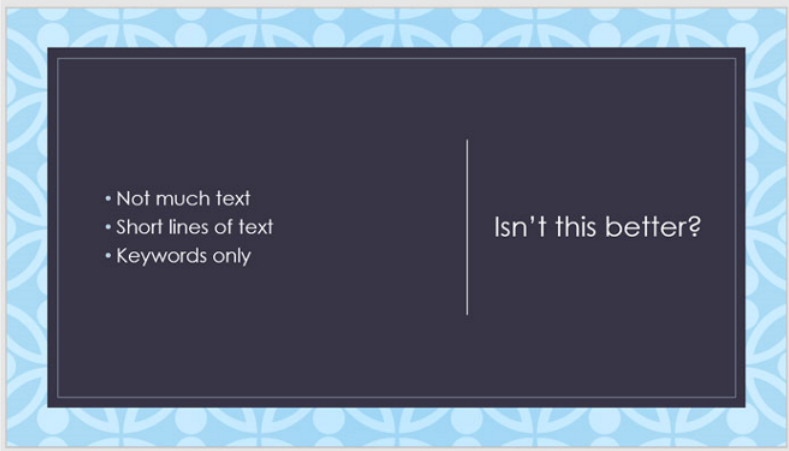 • Not much text
• Short lines of text
• Keywords only
Isn’t this better?